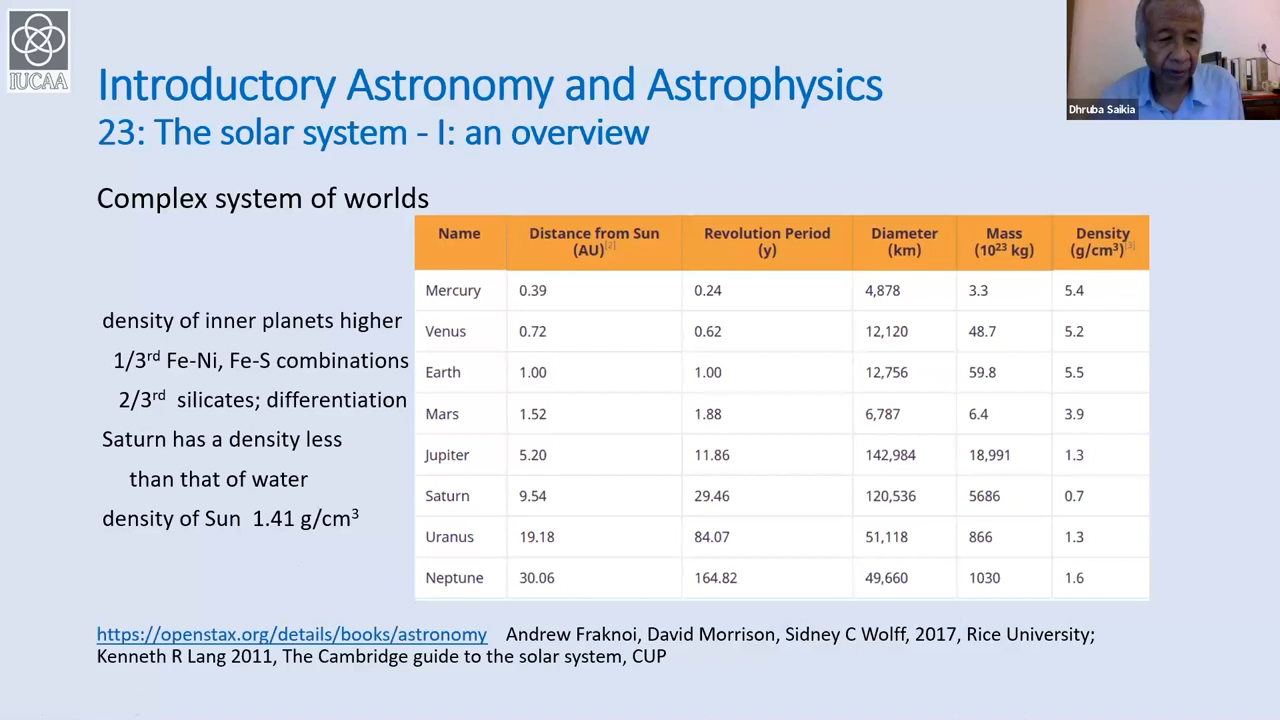 IUCAA
Introductory Astronomy and Astrophysics
23: The solar system - I: an overview
Dhruba Saikia
Complex system of worlds
density of inner planets higher
1/3rd Fe-Ni, Fe-S combinations
2/3rd silicates; differentiation
Saturn has a density less
than that of water
density of Sun 1.41 g/cm3
Name Distance from Sun (AU)[2] Revolution Period (y) Diameter (km) Mass (10²³ kg) Density (g/cm³)[3]
Mercury 0.39 0.24 4,878 3.3 5.4
Venus 0.72 0.62 12,120 48.7 5.2
Earth 1.00 1.00 12,756 59.8 5.5
Mars 1.52 1.88 6,787 6.4 3.9
Jupiter 5.20 11.86 142,984 18,991 1.3
Saturn 9.54 29.46 120,536 5686 0.7
Uranus 19.18 84.07 51,118 866 1.3
Neptune 30.06 164.82 49,660 1030 1.6
https://openstax.org/details/books/astronomy Andrew Fraknoi, David Morrison, Sidney C Wolff, 2017, Rice University;
Kenneth R Lang 2011, The Cambridge guide to the solar system, CUP